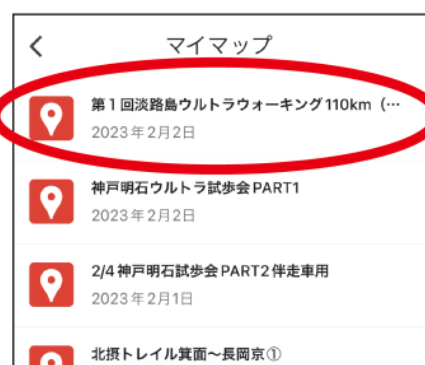 マイマップ
第1回淡路島ウルトラウォーキング110km（…
2023年2月2日
神戸明石ウルトラ試歩会PART1
2023年2月2日
2/4神戸明石試歩会PART2伴走車用
2023年2月1日
北摂トレイル箕面〜長岡京①